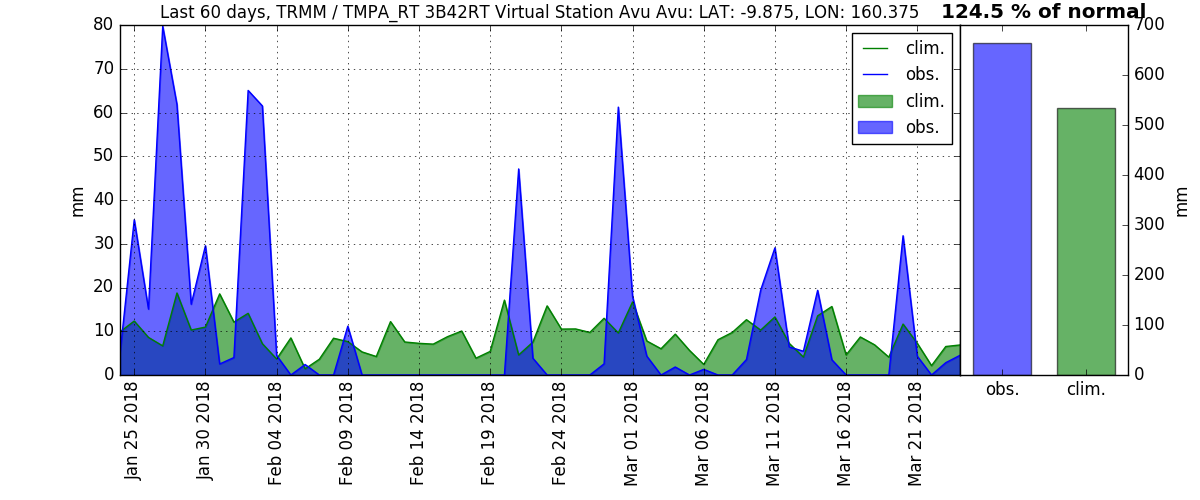 Last 60 days, TRMM / TMPA_RT 3B42RT Virtual Station Avu Avu: LAT: -9.875, LON: 160.375
124.5 % of normal
80
70
60
50
40
30
20
10
0
mm
clim.
obs.
clim.
obs.
Jan 25 2018
Jan 30 2018
Feb 04 2018
Feb 09 2018
Feb 14 2018
Feb 19 2018
Feb 24 2018
Mar 01 2018
Mar 06 2018
Mar 11 2018
Mar 16 2018
Mar 21 2018
700
600
500
400
300
200
100
0
mm
obs.
clim.